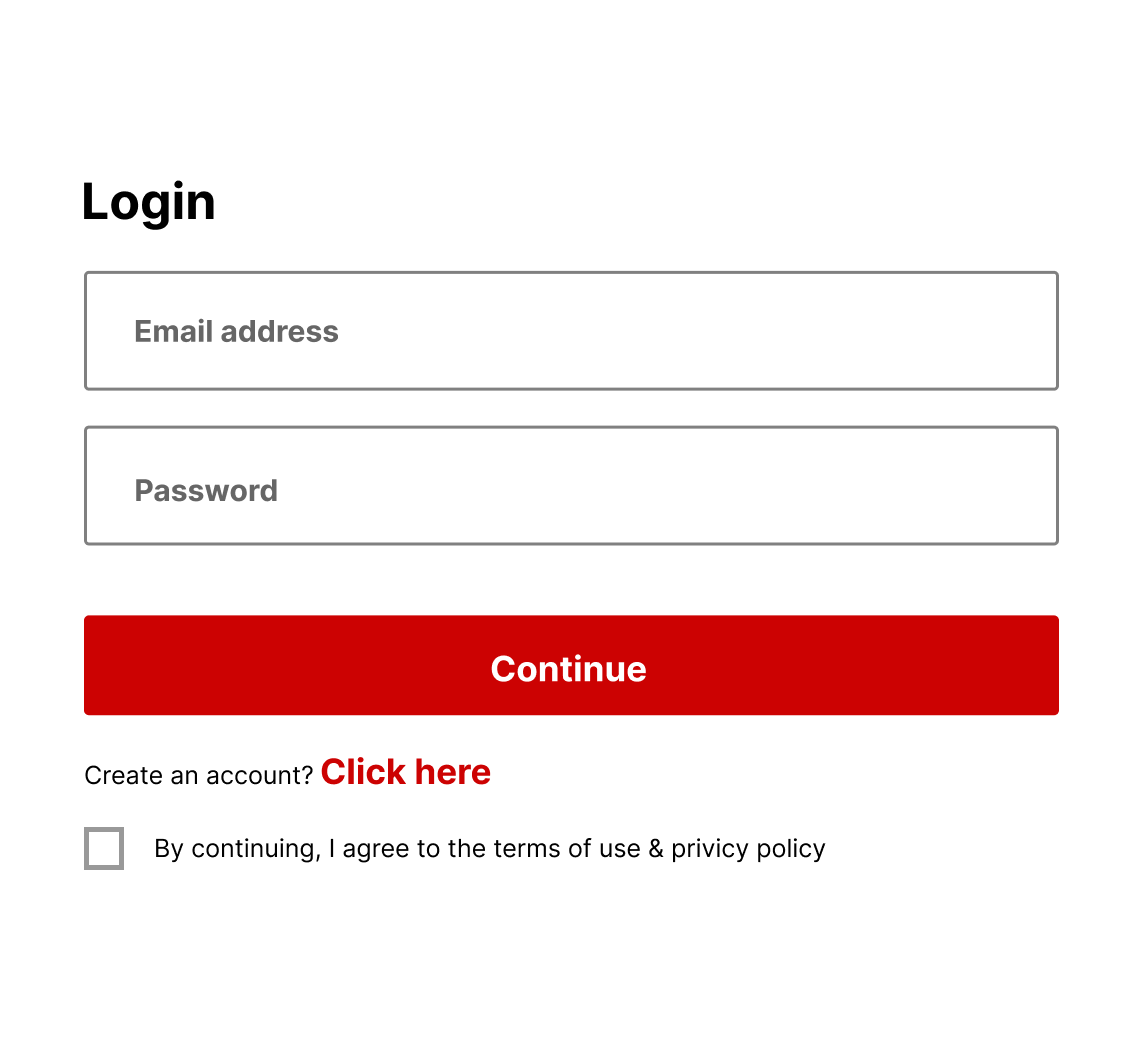 Login
Email address
Password
Continue
Create an account? Click here
By continuing, I agree to the terms of use & privicy policy